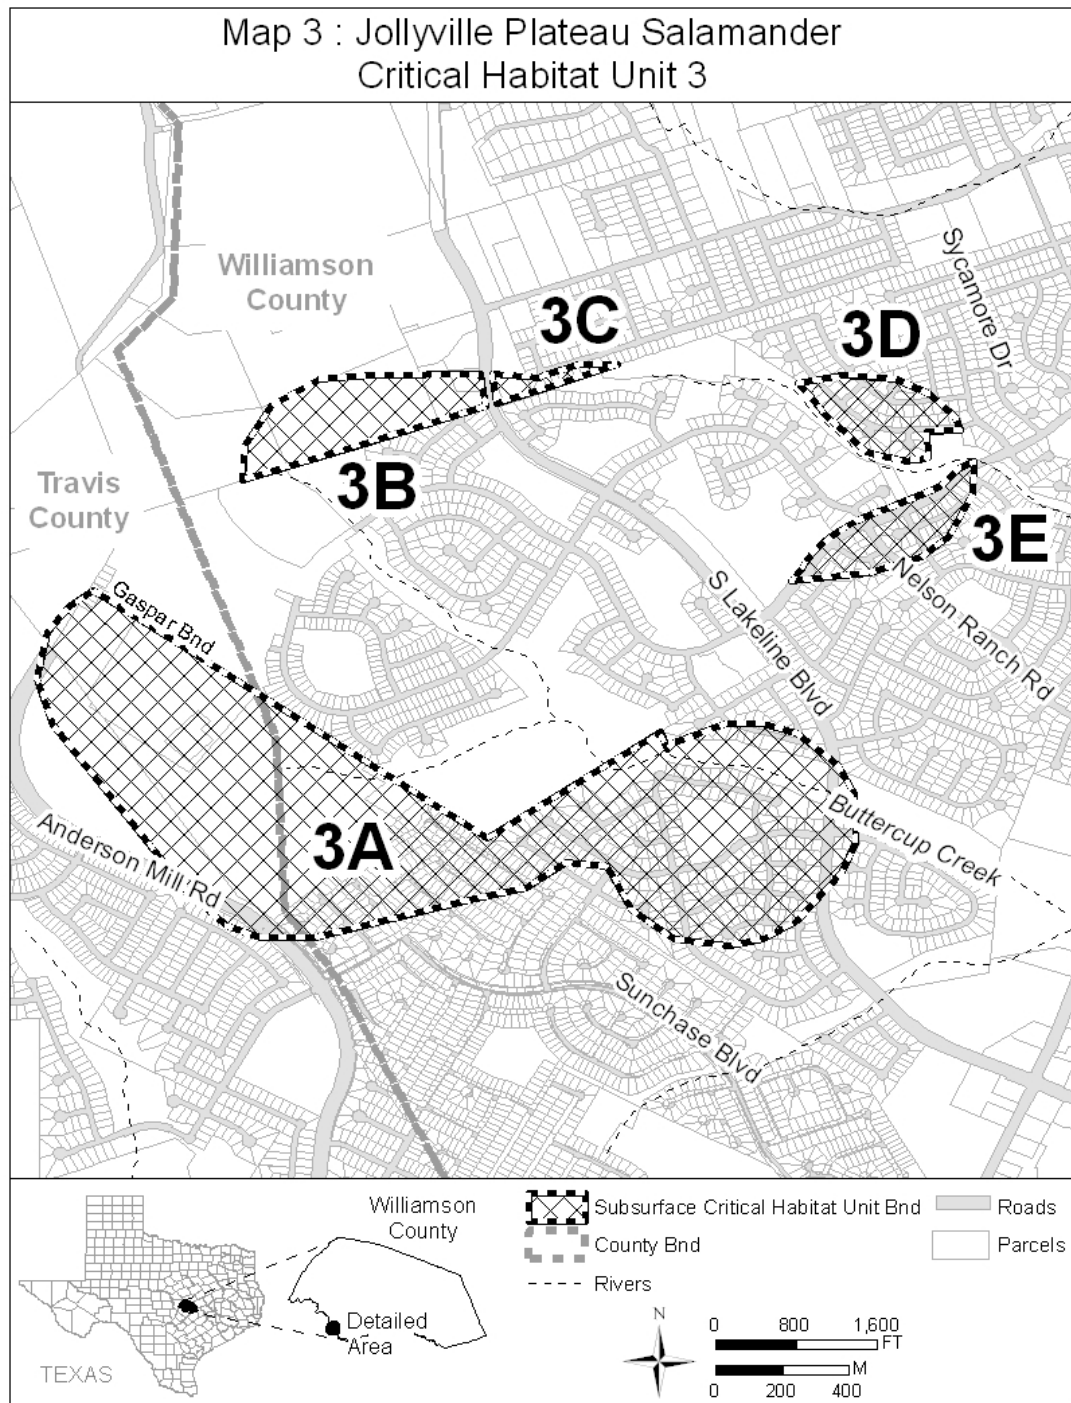 Map 3 : Jollyville Plateau Salamander
Critical Habitat Unit 3
Williamson
County
Sycamore Dr
3C
3D
3B
Travis
County
3E
Gaspar Bnd
S Lakeline Blvd
Nelson Ranch Rd
3A
Buttercup Creek
Anderson Mill Rd
Sunchase Blvd
Williamson
County
Detailed
Area
TEXAS
Subsurface Critical Habitat Unit Bnd
County Bnd
Rivers
Roads
Parcels
N
0 800 1,600
FT
M
0 200 400